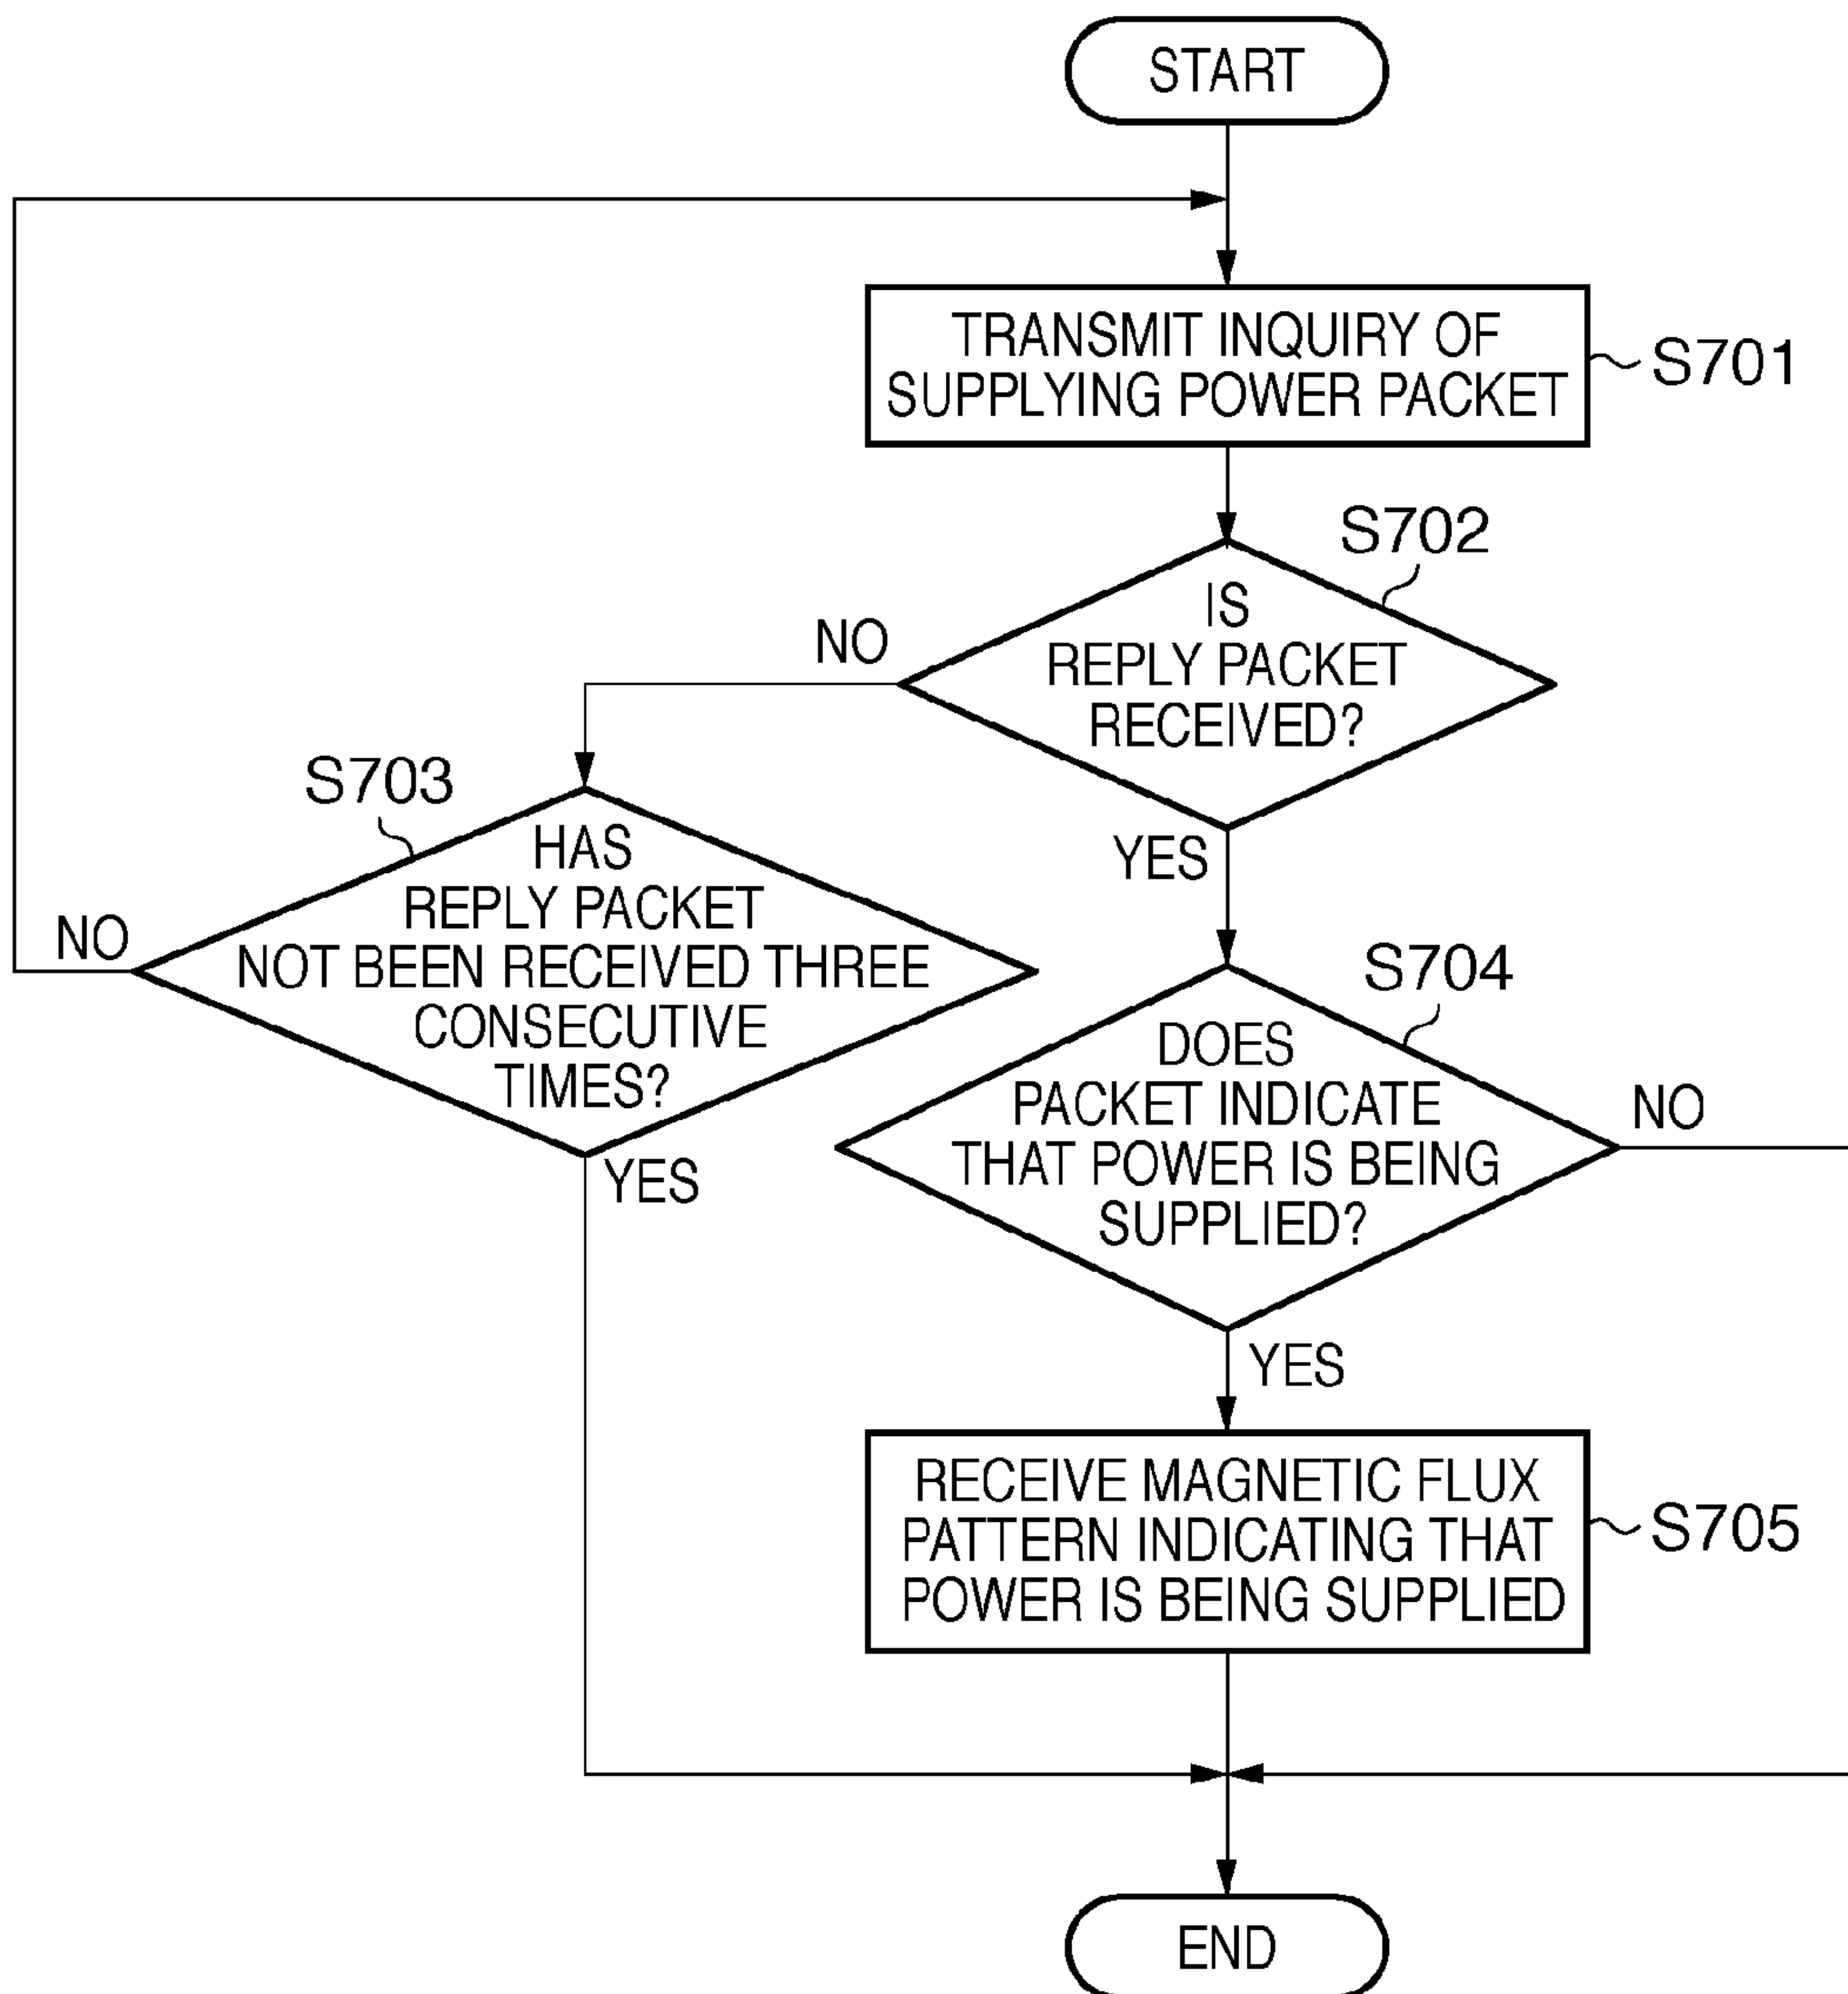 START
TRANSMIT INQUIRY OF
SUPPLYING POWER PACKET
S701
S702
IS
REPLY PACKET
RECEIVED?
NO
YES
S703
HAS
REPLY PACKET
NOT BEEN RECEIVED THREE
CONSECUTIVE
TIMES?
NO
YES
S704
DOES
PACKET INDICATE
THAT POWER IS BEING
SUPPLIED?
NO
YES
RECEIVE MAGNETIC FLUX
PATTERN INDICATING THAT
POWER IS BEING SUPPLIED
S705
END